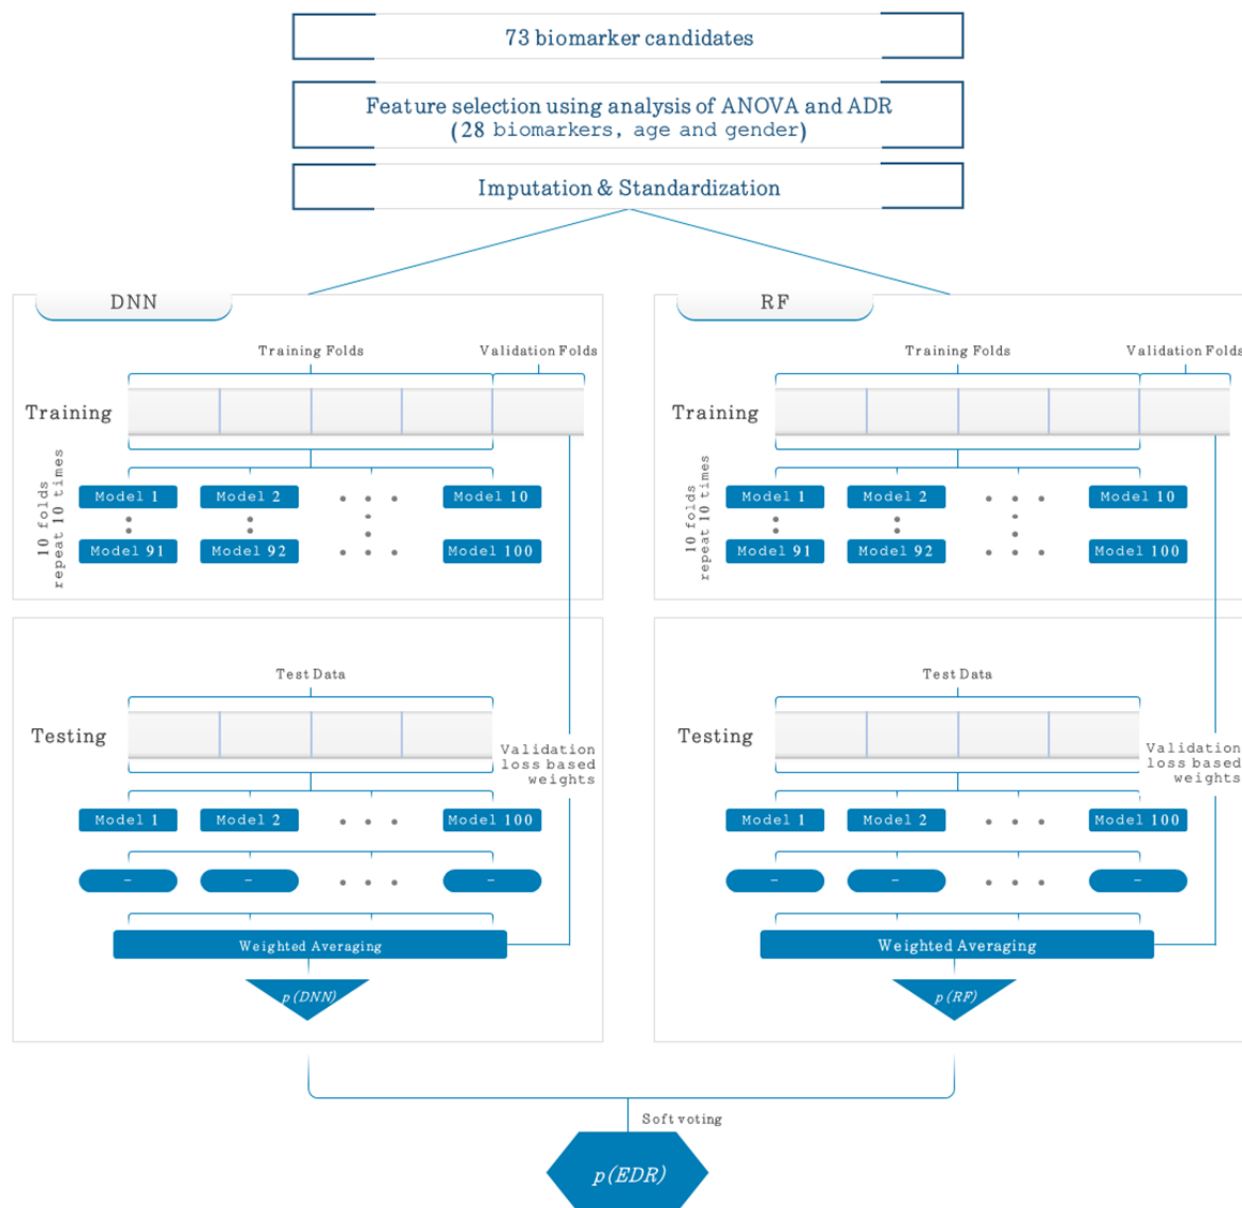 73 biomarker candidates
Feature selection using analysis of ANOVA and ADR
(28 biomarkers, age and gender)
Imputation & Standardization
DNN
Training Folds
Validation Folds
Training
10 folds
repeat 10 times
Model 1
Model 2
Model 10
Model 91
Model 92
Model 100
Test Data
Testing
Validation
loss based
weights
Model 1
Model 2
Model 100
-
-
-
Weighted Averaging
p(DNN)
RF
Training Folds
Validation Folds
Training
10 folds
repeat 10 times
Model 1
Model 2
Model 10
Model 91
Model 92
Model 100
Test Data
Testing
Validation
loss based
weights
Model 1
Model 2
Model 100
-
-
-
Weighted Averaging
p(RF)
Soft voting
p(EDR)